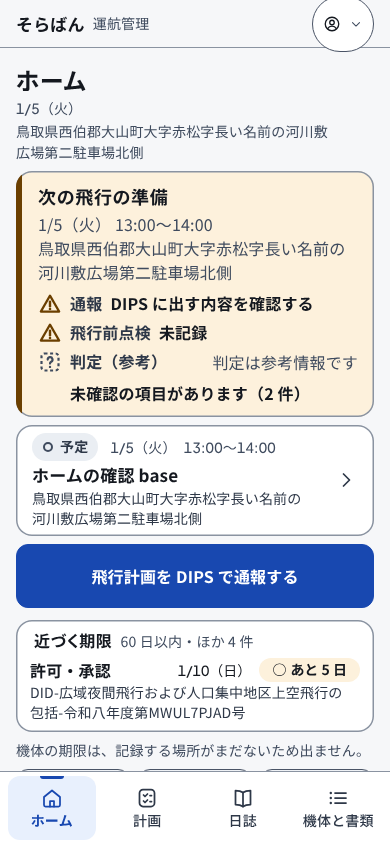 そらばん 運航管理
ホーム
1/5（火）
鳥取県西伯郡大山町大字赤松字長い名前の河川敷
広場第二駐車場北側
次の飛行の準備
1/5（火） 13:00〜14:00
鳥取県西伯郡大山町大字赤松字長い名前の
河川敷広場第二駐車場北側
通報 DIPS に出す内容を確認する
飛行前点検 未記録
判定（参考） 判定は参考情報です
未確認の項目があります（2 件）
予定 1/5（火） 13:00〜14:00
ホームの確認 base
鳥取県西伯郡大山町大字赤松字長い名前の
河川敷広場第二駐車場北側
飛行計画を DIPS で通報する
近づく期限 60 日以内・ほか 4 件
許可・承認 1/10（日） あと 5 日
DID-広域夜間飛行および人口集中地区上空飛行の
包括-令和八年度第MWUL7PJAD号
機体の期限は、記録する場所がまだないため出ません。
ホーム 計画 日誌 機体と書類